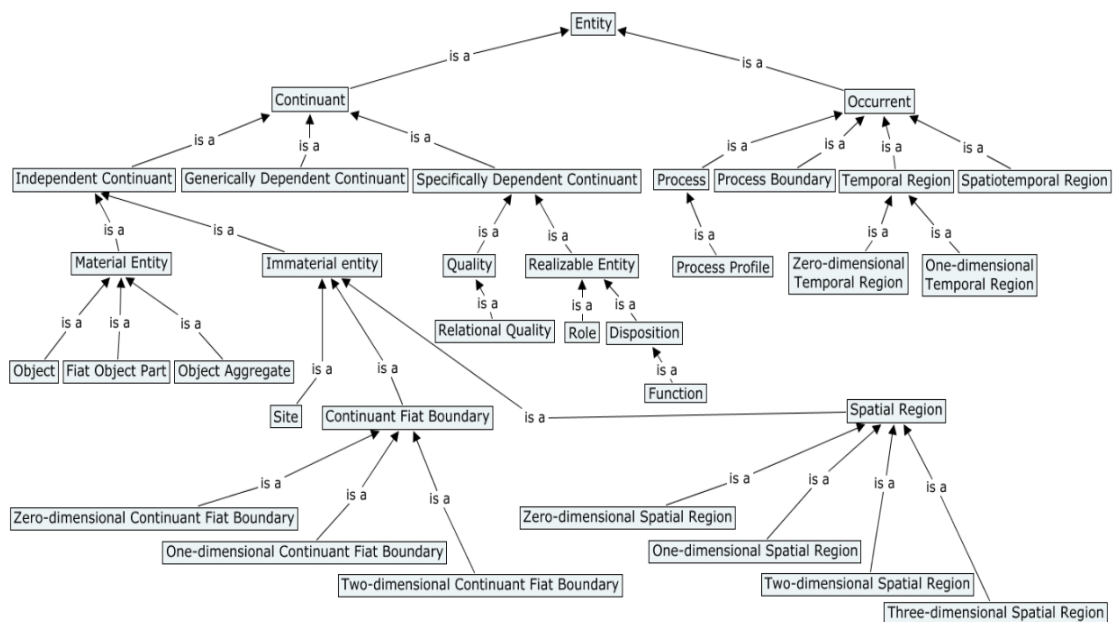 Entity
is a
is a
Continuant
Occurrent
is a
is a
is a
is a
is a
is a
is a
Independent Continuant
Generically Dependent Continuant
Specifically Dependent Continuant
Process
Process Boundary
Temporal Region
Spatiotemporal Region
is a
is a
is a
is a
is a
is a
is a
Material Entity
Immaterial entity
Quality
Realizable Entity
Process Profile
Zero-dimensional
Temporal Region
One-dimensional
Temporal Region
is a
is a
is a
is a
is a
is a
Relational Quality
Role
Disposition
Object
Fiat Object Part
Object Aggregate
is a
is a
is a
Function
Site
Continuant Fiat Boundary
is a
Spatial Region
is a
is a
is a
is a
is a
is a
is a
Zero-dimensional Continuant Fiat Boundary
Zero-dimensional Spatial Region
One-dimensional Continuant Fiat Boundary
One-dimensional Spatial Region
Two-dimensional Continuant Fiat Boundary
Two-dimensional Spatial Region
Three-dimensional Spatial Region